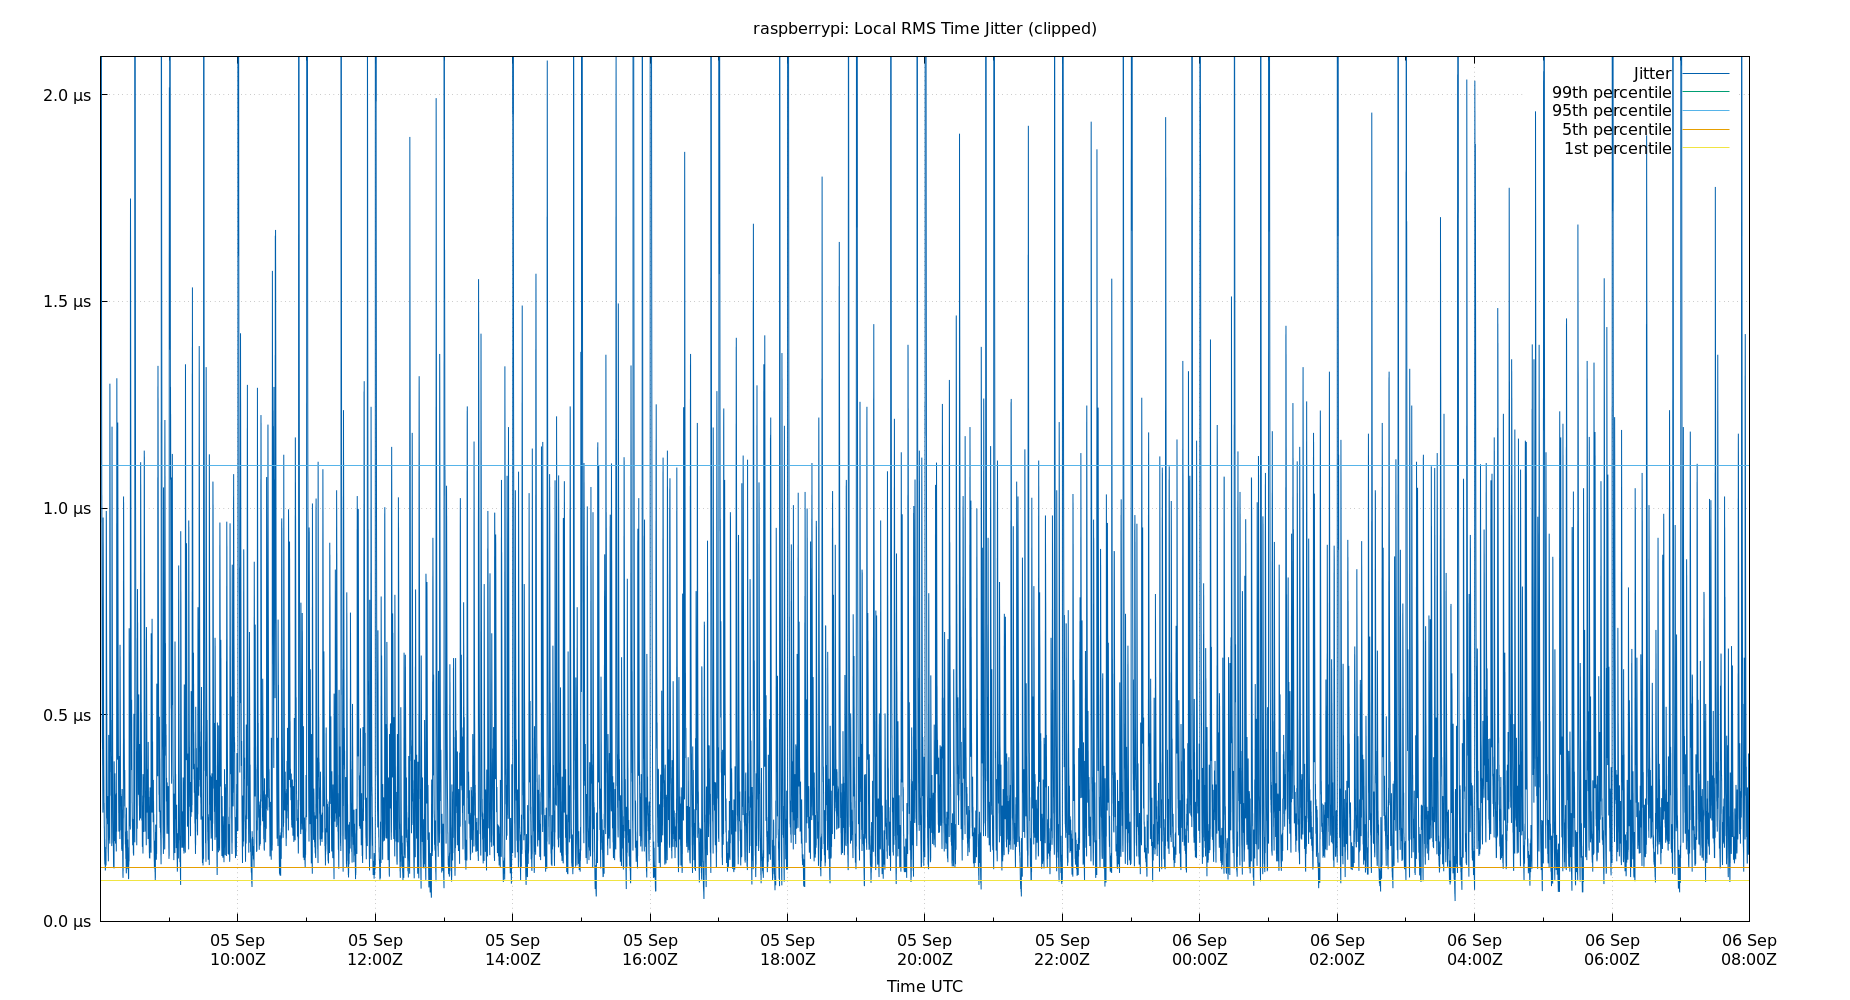 raspberrypi: Local RMS Time Jitter (clipped)
Jitter
99th percentile
95th percentile
5th percentile
1st percentile
2.0 µs
1.5 µs
1.0 µs
0.5 µs
0.0 µs
05 Sep 05 Sep 05 Sep 05 Sep 05 Sep 05 Sep 05 Sep 06 Sep 06 Sep 06 Sep 06 Sep 06 Sep
10:00Z 12:00Z 14:00Z 16:00Z 18:00Z 20:00Z 22:00Z 00:00Z 02:00Z 04:00Z 06:00Z 08:00Z
Time UTC